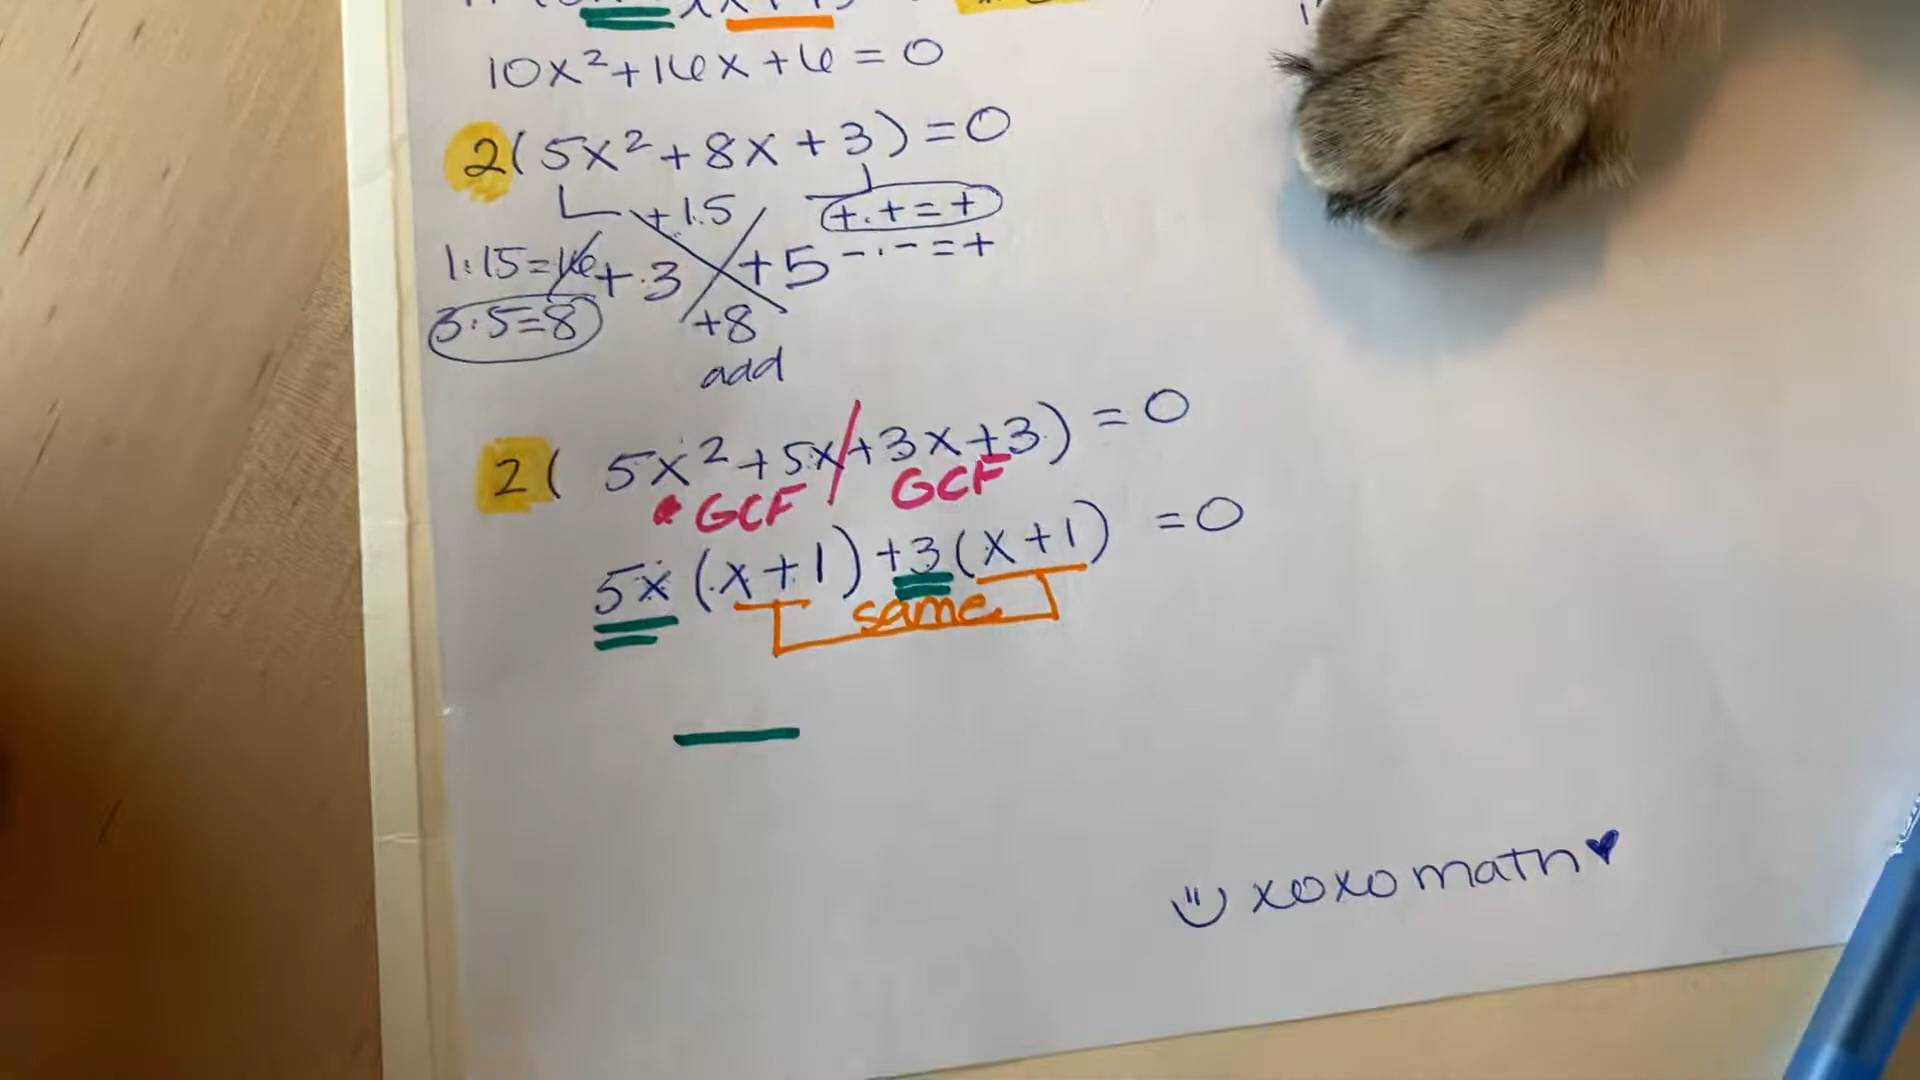 10x²+16x+6=0
2(5x²+8x+3)=0
+15 +·+=+
1·15=16 +3 +5 -·-=+
3·5=8 +8
add
2( 5x²+5x/+3x+3)=0
GCF GCF
5x(x+1)+3(x+1) =0
same
xoxo math♥